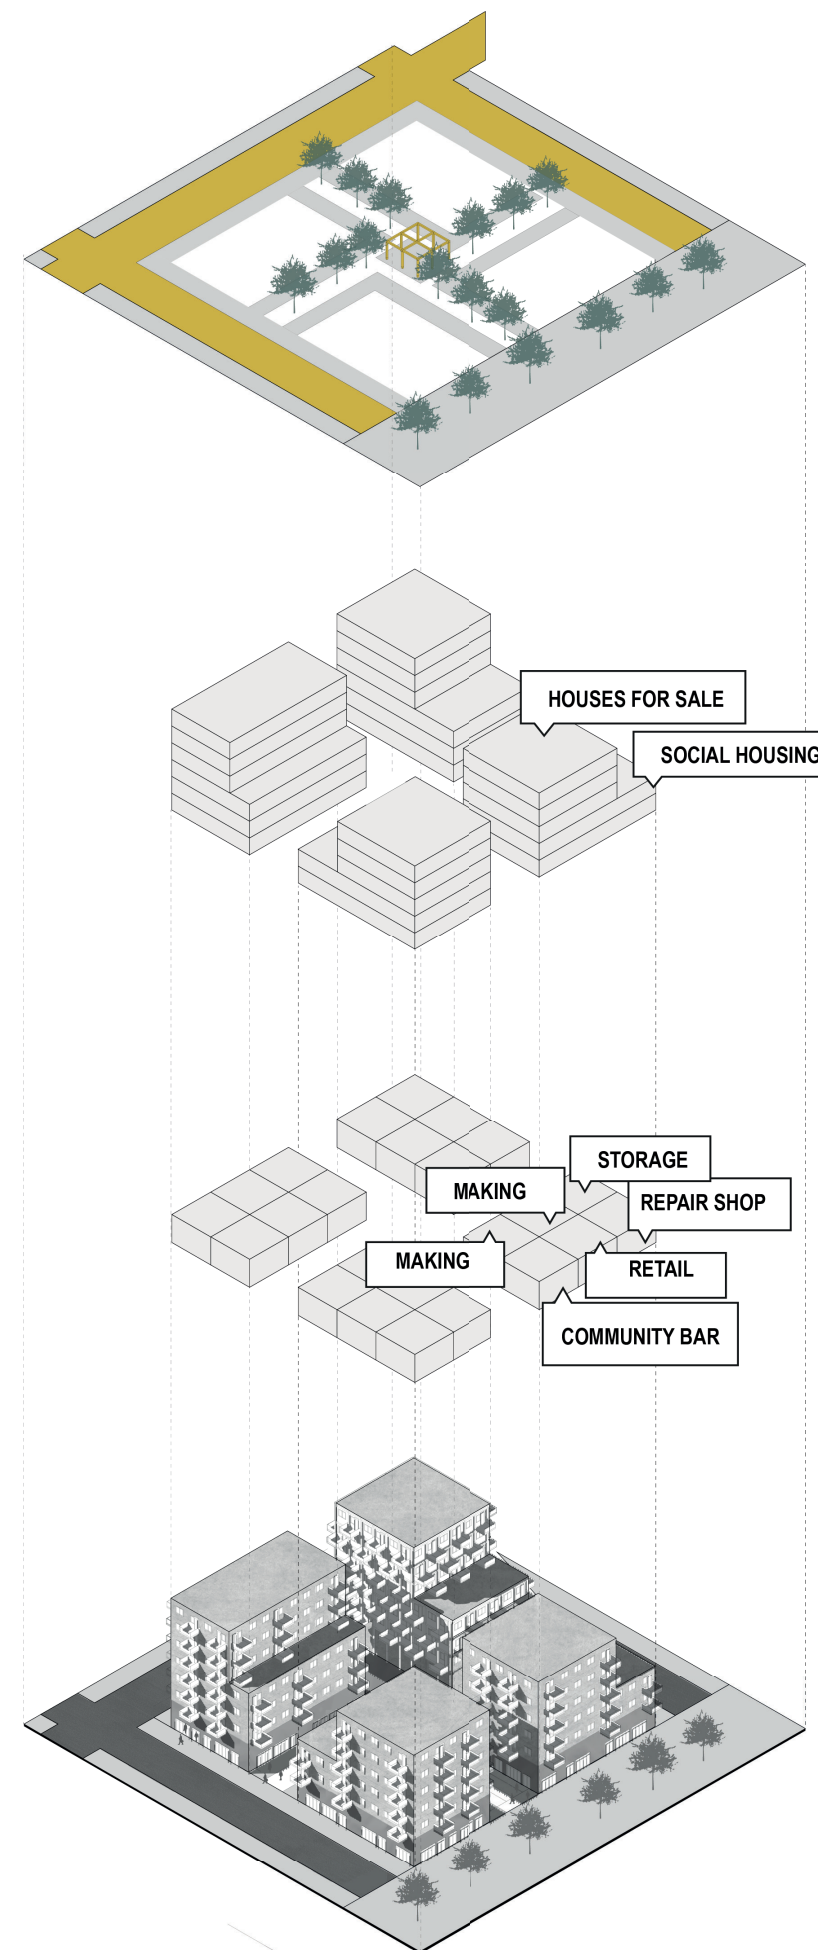 HOUSES FOR SALE
SOCIAL HOUSING
STORAGE
MAKING
REPAIR SHOP
MAKING
RETAIL
COMMUNITY BAR